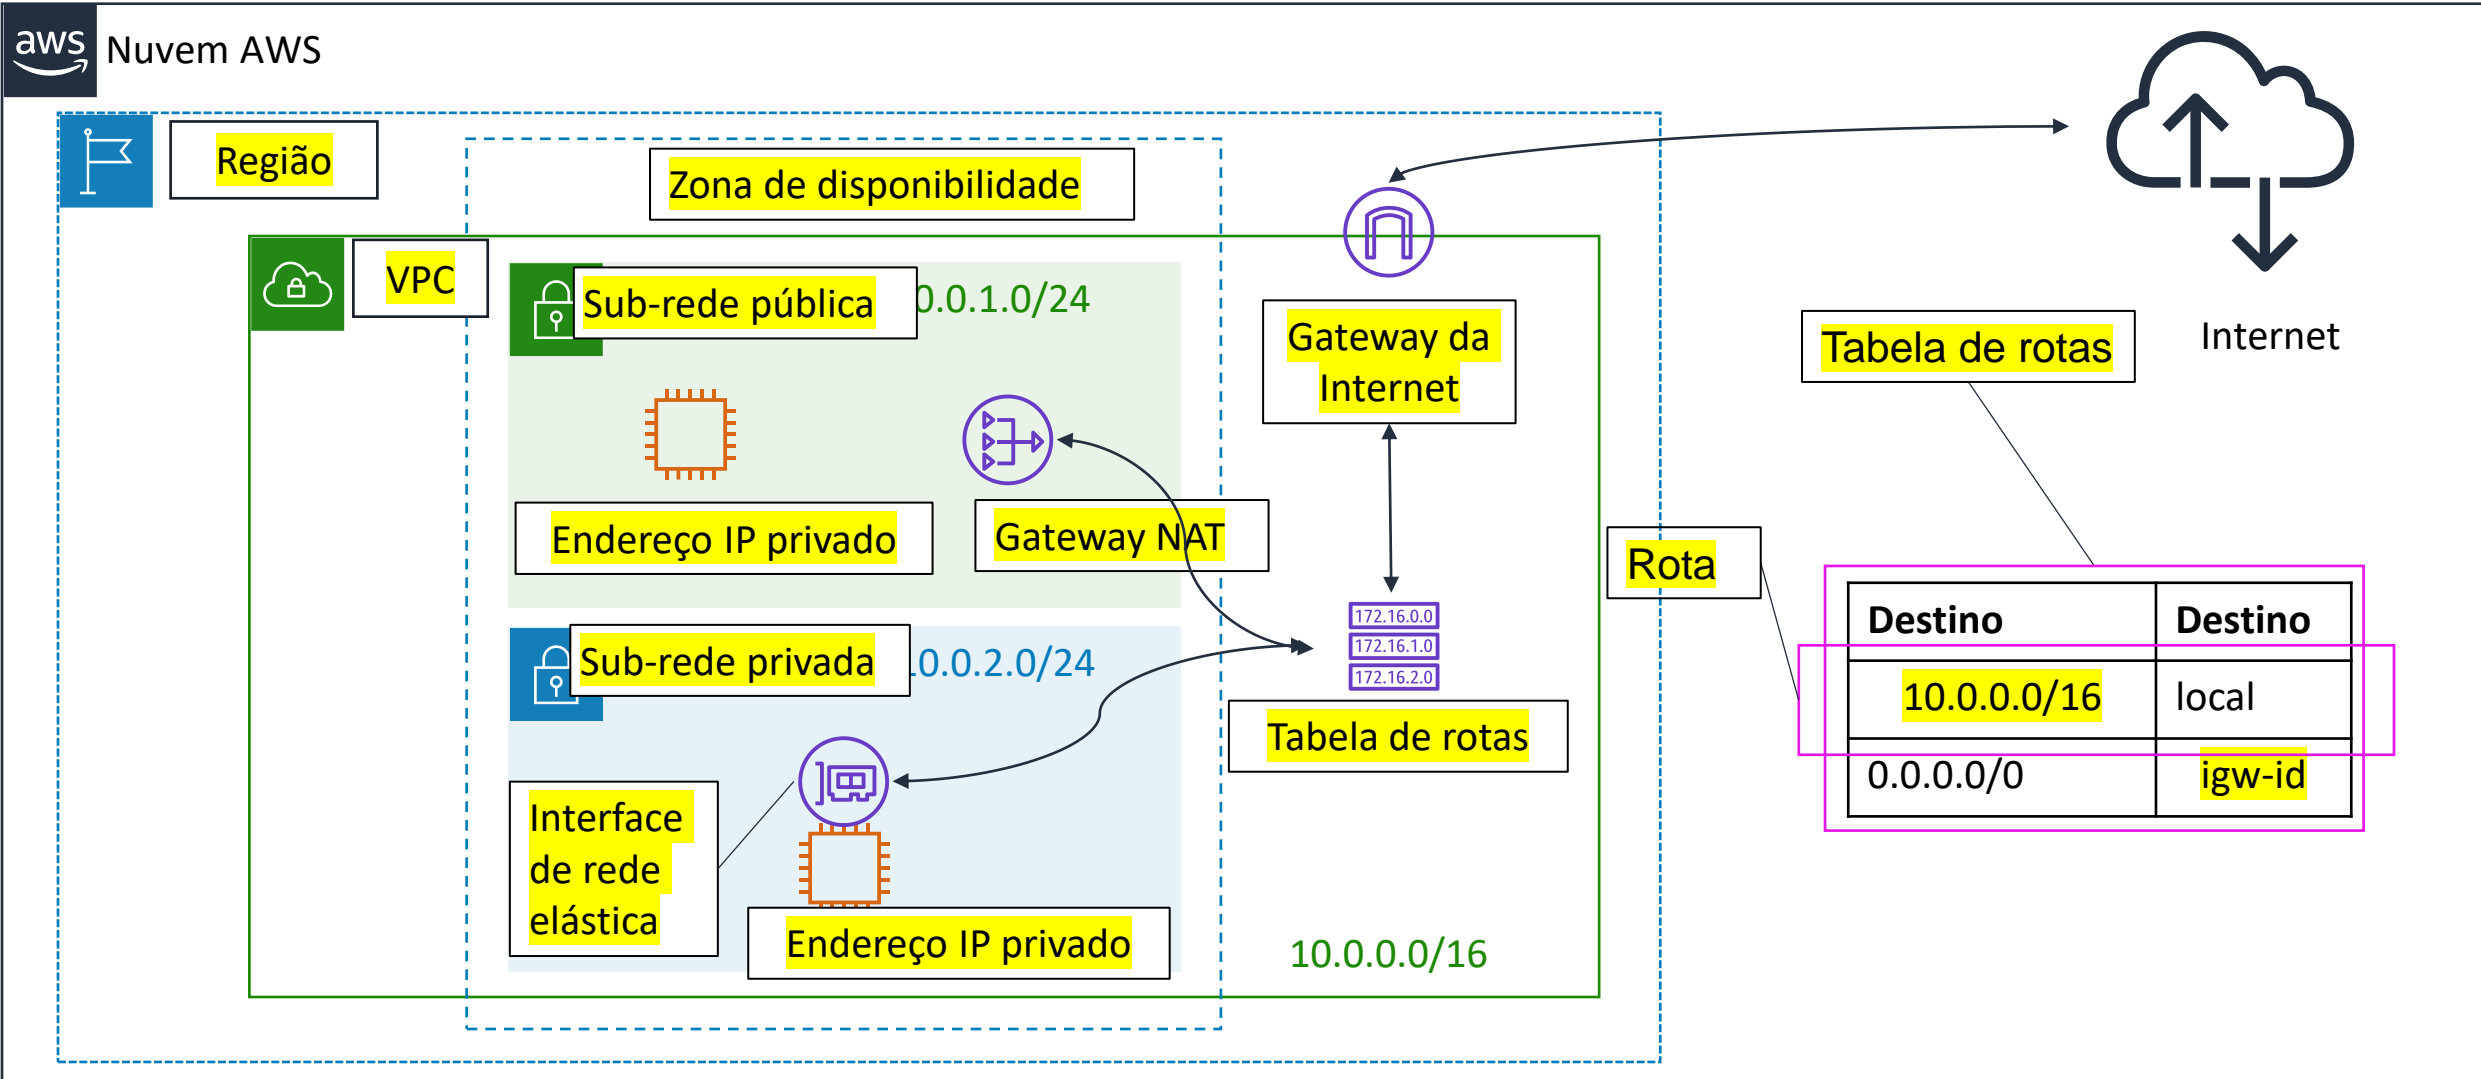 aws
Nuvem AWS
Região
Zona de disponibilidade
VPC
Sub-rede pública
0.0.1.0/24
Gateway da
Internet
Tabela de rotas
Internet
Endereço IP privado
Gateway NAT
Rota
172.16.0.0
172.16.1.0
172.16.2.0
Destino Destino
10.0.0.0/16 local
0.0.0.0/0 igw-id
Sub-rede privada
0.0.2.0/24
Tabela de rotas
Interface
de rede
elástica
Endereço IP privado
10.0.0.0/16